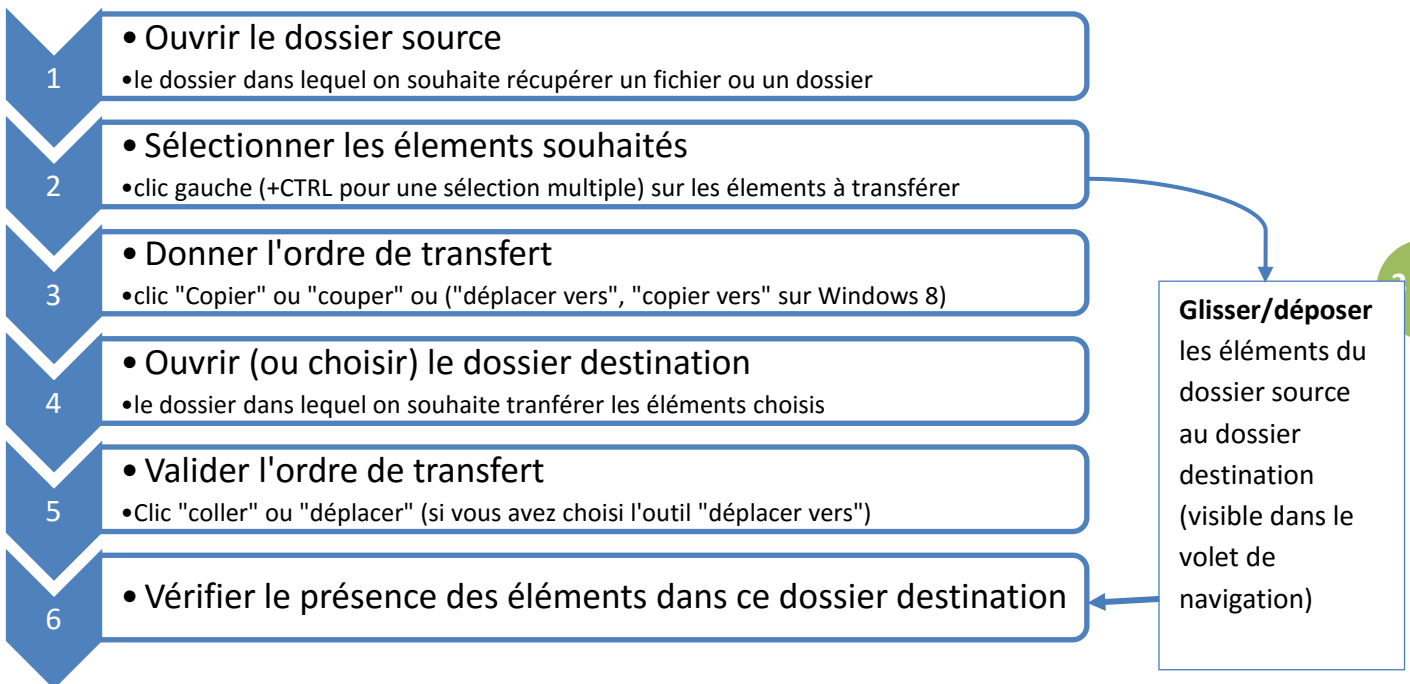 1
• Ouvrir le dossier source
•le dossier dans lequel on souhaite récupérer un fichier ou un dossier
2
• Sélectionner les élements souhaités
•clic gauche (+CTRL pour une sélection multiple) sur les élements à transférer
3
• Donner l'ordre de transfert
•clic "Copier" ou "couper" ou ("déplacer vers", "copier vers" sur Windows 8)
4
• Ouvrir (ou choisir) le dossier destination
•le dossier dans lequel on souhaite tranférer les éléments choisis
5
• Valider l'ordre de transfert
•Clic "coller" ou "déplacer" (si vous avez choisi l'outil "déplacer vers")
6
• Vérifier le présence des éléments dans ce dossier destination
Glisser/déposer
les éléments du
dossier source
au dossier
destination
(visible dans le
volet de
navigation)